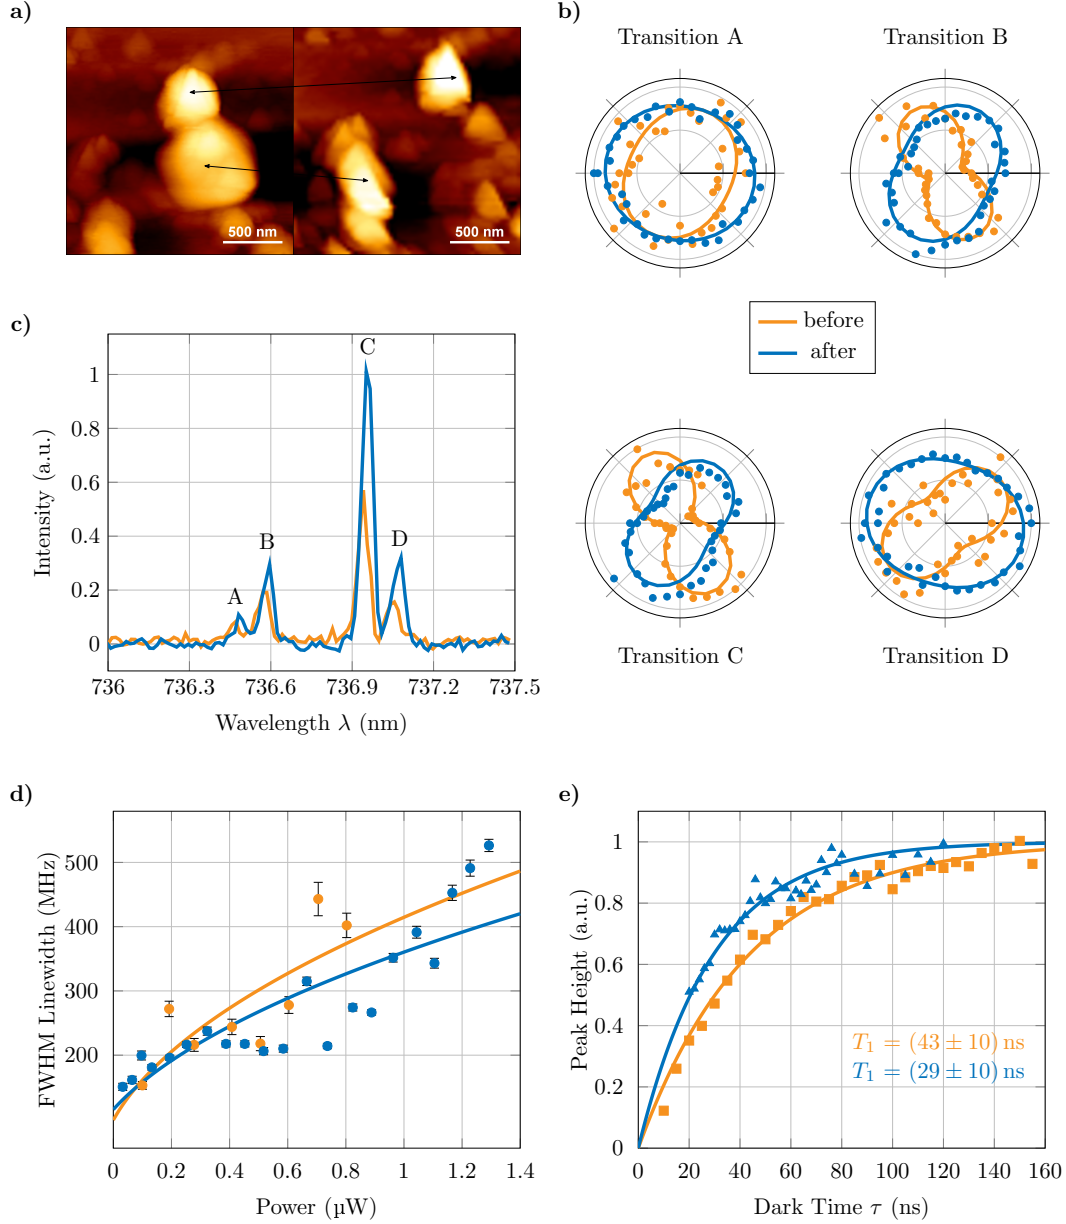 a)
500 nm
500 nm
b)
Transition A
Transition B
before
after
Transition C
Transition D
c)
Intensity (a.u.)
1
0.8
0.6
0.4
0.2
0
A
B
C
D
736
736.3
736.6
736.9
737.2
737.5
Wavelength λ (nm)
d)
FWHM Linewidth (MHz)
500
400
300
200
0
0.2
0.4
0.6
0.8
1
1.2
1.4
Power (µW)
e)
Peak Height (a.u.)
1
0.8
0.6
0.4
0.2
0
T₁ = (43 ± 10) ns
T₁ = (29 ± 10) ns
0
20
40
60
80
100
120
140
160
Dark Time τ (ns)